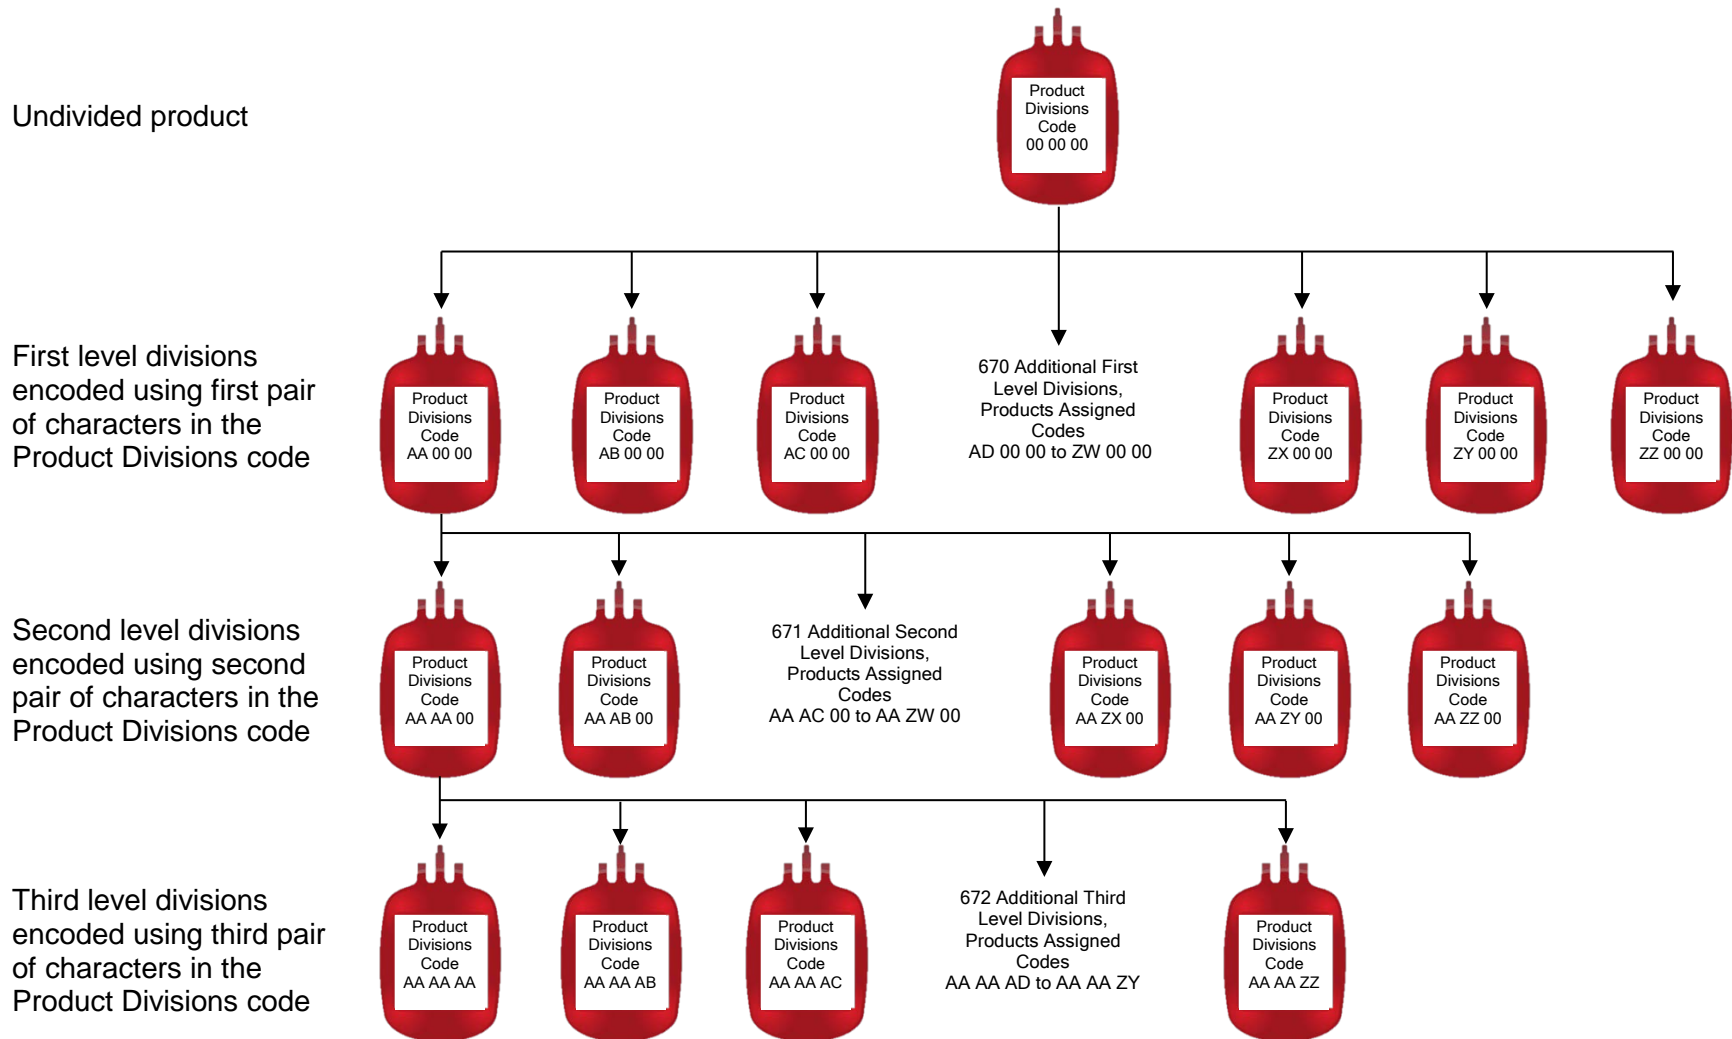 Undivided product
Product
Divisions
Code
00 00 00
First level divisions
encoded using first pair
of characters in the
Product Divisions code
Product
Divisions
Code
AA 00 00
Product
Divisions
Code
AB 00 00
Product
Divisions
Code
AC 00 00
670 Additional First
Level Divisions,
Products Assigned
Codes
AD 00 00 to ZW 00 00
Product
Divisions
Code
ZX 00 00
Product
Divisions
Code
ZY 00 00
Product
Divisions
Code
ZZ 00 00
Second level divisions
encoded using second
pair of characters in the
Product Divisions code
Product
Divisions
Code
AA AA 00
Product
Divisions
Code
AA AB 00
671 Additional Second
Level Divisions,
Products Assigned
Codes
AA AC 00 to AA ZW 00
Product
Divisions
Code
AA ZX 00
Product
Divisions
Code
AA ZY 00
Product
Divisions
Code
AA ZZ 00
Third level divisions
encoded using third pair
of characters in the
Product Divisions code
Product
Divisions
Code
AA AA AA
Product
Divisions
Code
AA AA AB
Product
Divisions
Code
AA AA AC
672 Additional Third
Level Divisions,
Products Assigned
Codes
AA AA AD to AA AA ZY
Product
Divisions
Code
AA AA ZZ